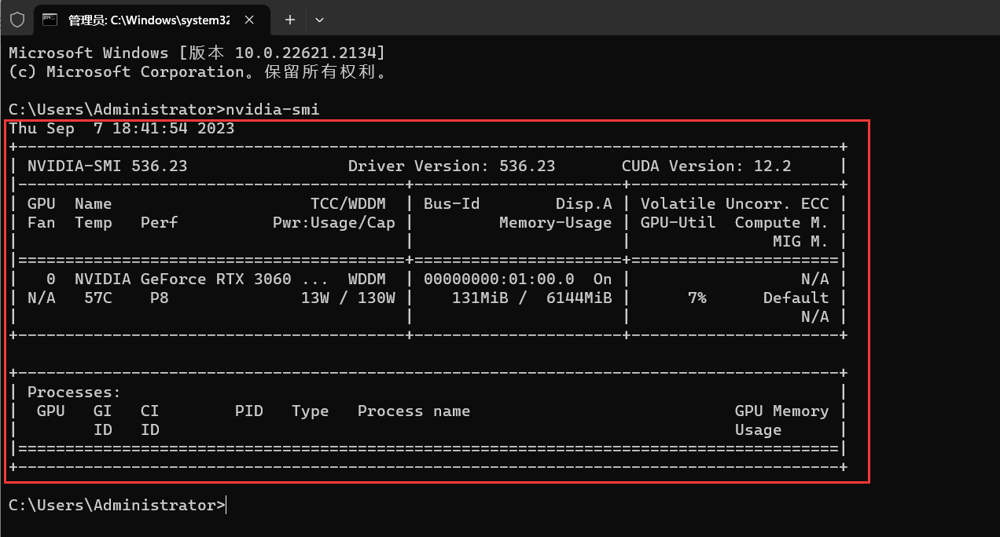 管理员: C:\Windows\system32
Microsoft Windows [版本 10.0.22621.2134]
(c) Microsoft Corporation。保留所有权利。
C:\Users\Administrator>nvidia-smi
Thu Sep  7 18:41:54 2023
+---------------------------------------------------------------------------------------+
| NVIDIA-SMI 536.23                 Driver Version: 536.23       CUDA Version: 12.2     |
|-----------------------------------------+----------------------+----------------------+
| GPU  Name                     TCC/WDDM  | Bus-Id        Disp.A | Volatile Uncorr. ECC |
| Fan  Temp   Perf          Pwr:Usage/Cap |         Memory-Usage | GPU-Util  Compute M. |
|                                         |                      |               MIG M. |
|=========================================+======================+======================|
|   0  NVIDIA GeForce RTX 3060 ...  WDDM  | 00000000:01:00.0  On |                  N/A |
| N/A   57C    P8              13W / 130W |    131MiB /  6144MiB |      7%      Default |
|                                         |                      |                  N/A |
+-----------------------------------------+----------------------+----------------------+
+---------------------------------------------------------------------------------------+
| Processes:                                                                            |
|  GPU   GI   CI        PID   Type   Process name                            GPU Memory |
|        ID   ID                                                             Usage      |
|=======================================================================================|
+---------------------------------------------------------------------------------------+
C:\Users\Administrator>